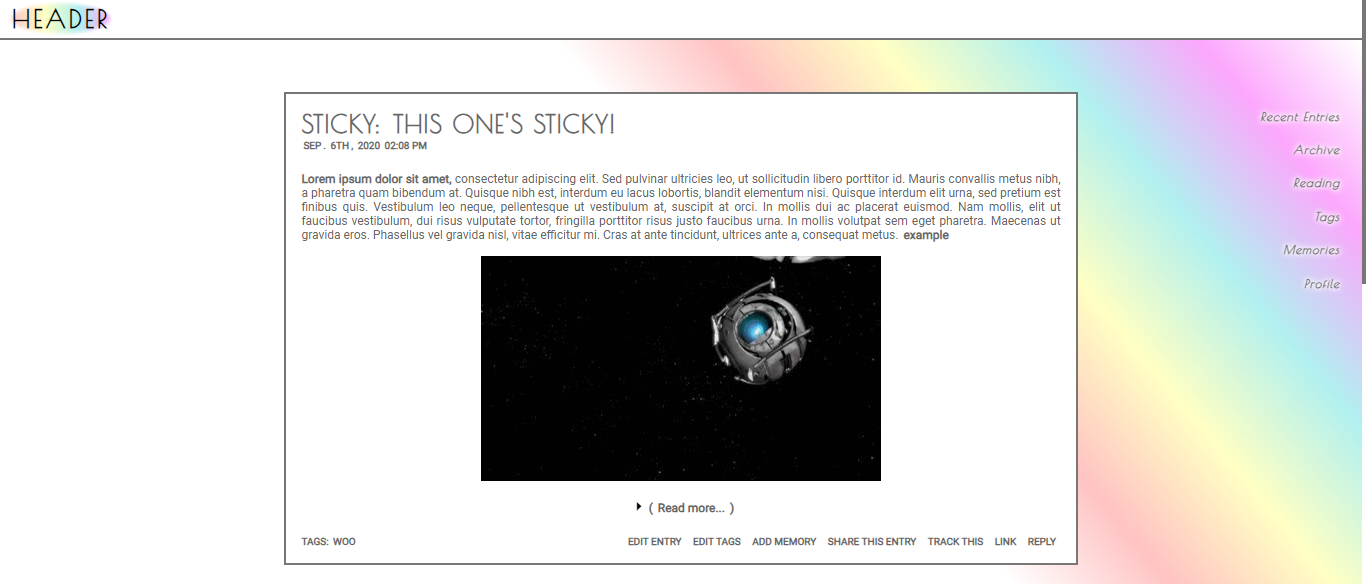 HEADER
STICKY: THIS ONE'S STICKY!
SEP. 6TH, 2020 02:08 PM
Recent Entries
Archive
Reading
Tags
Memories
Profile
Lorem ipsum dolor sit amet, consectetur adipiscing elit. Sed pulvinar ultricies leo, ut sollicitudin libero porttitor id. Mauris convallis metus nibh,
a pharetra quam bibendum at. Quisque nibh est, interdum eu lacus lobortis, blandit elementum nisi. Quisque interdum elit urna, sed pretium est
finibus quis. Vestibulum leo neque, pellentesque ut vestibulum at, suscipit at orci. In mollis dui ac placerat euismod. Nam mollis, elit ut
faucibus vestibulum, dui risus vulputate tortor, fringilla porttitor risus justo faucibus urna. In mollis volutpat sem eget pharetra. Maecenas ut
gravida eros. Phasellus vel gravida nisl, vitae efficitur mi. Cras at ante tincidunt, ultrices ante a, consequat metus. example
( Read more... )
TAGS: WOO
EDIT ENTRY EDIT TAGS ADD MEMORY SHARE THIS ENTRY TRACK THIS LINK REPLY